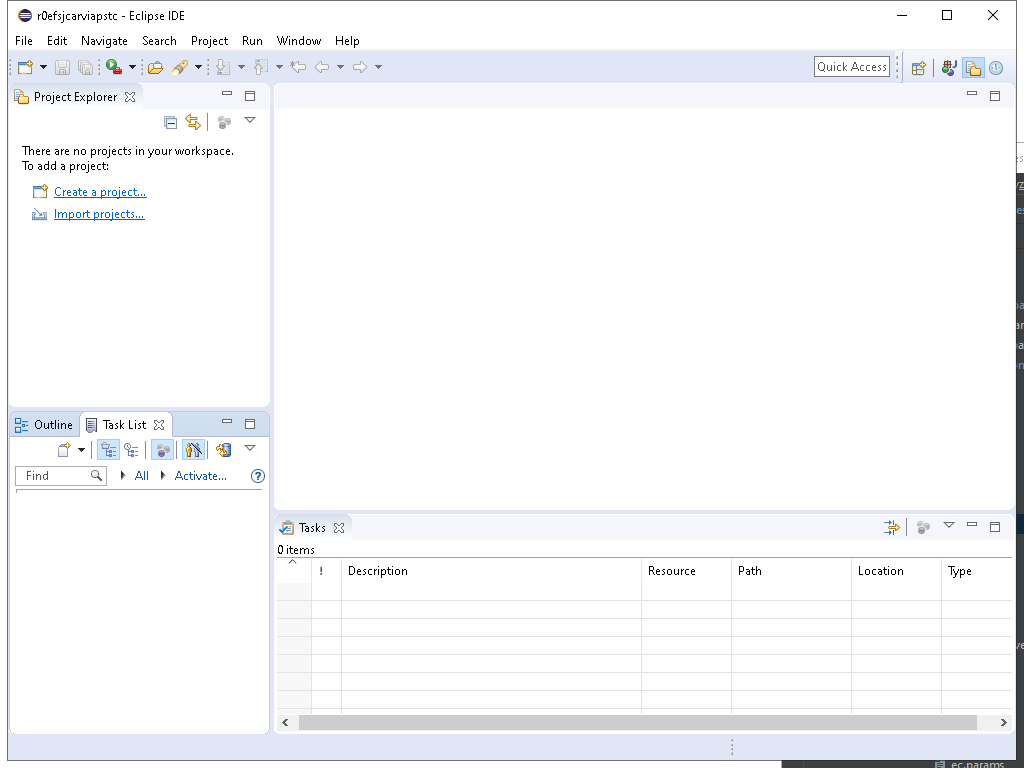 r0efsjcarviapstc - Eclipse IDE
File Edit Navigate Search Project Run Window Help
Quick Access
Project Explorer
There are no projects in your workspace.
To add a project:
Create a project...
Import projects...
Outline Task List
Find All Activate...
Tasks
0 items
! Description Resource Path Location Type
ec.params